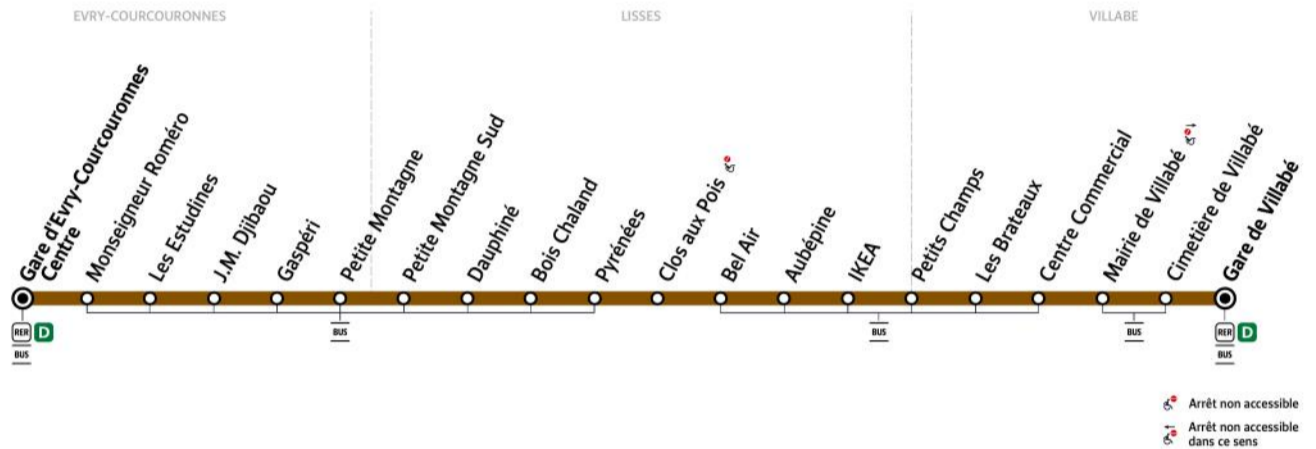 EVRY-COURCOURONNES
LISSES
VILLABE
Gare d'Evry-Courcouronnes
Centre
Monseigneur Roméro
Les Estudines
J.M. Djibaou
Gaspéri
Petite Montagne
Petite Montagne Sud
Dauphiné
Bois Chaland
Pyrénées
Clos aux Pois
Bel Air
Aubépine
IKEA
Petits Champs
Les Brateaux
Centre Commercial
Mairie de Villabé
Cimetière de Villabé
Gare de Villabé
RER D
BUS
BUS
BUS
BUS
RER D
BUS
Arrêt non accessible
Arrêt non accessible
dans ce sens